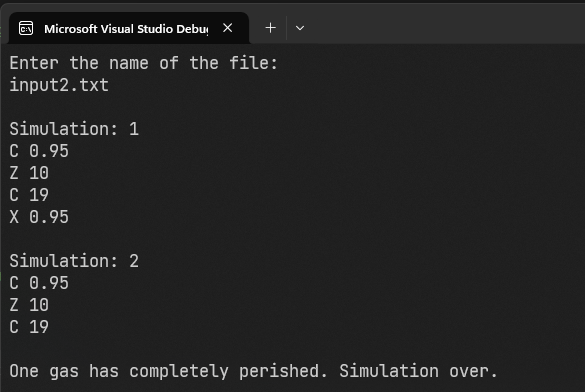 Microsoft Visual Studio Debu
Enter the name of the file:
input2.txt
Simulation: 1
C 0.95
Z 10
C 19
X 0.95
Simulation: 2
C 0.95
Z 10
C 19
One gas has completely perished. Simulation over.